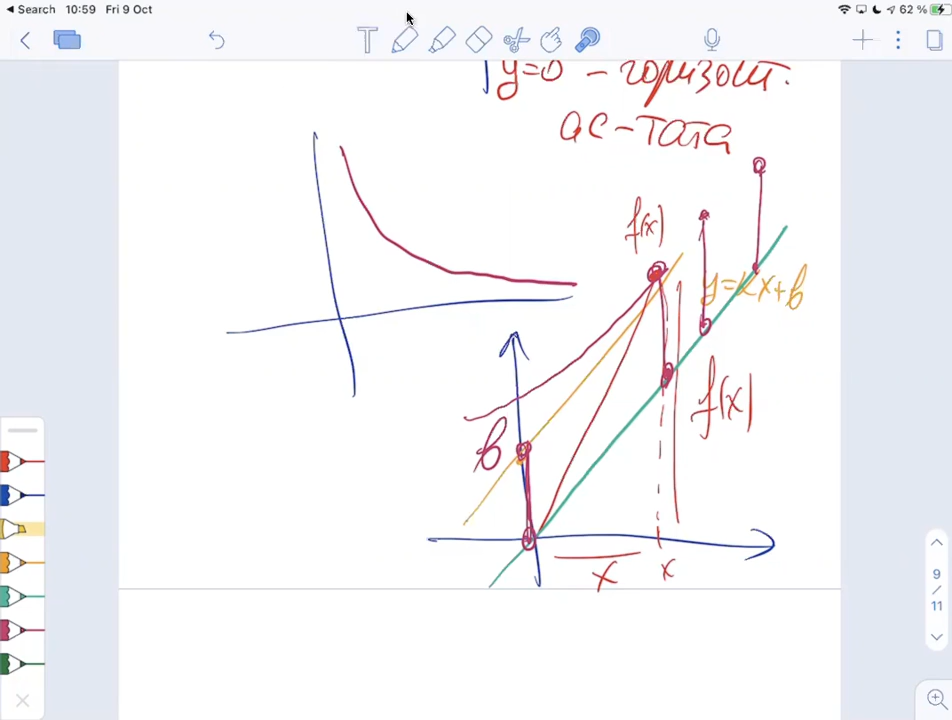 Search 10:59 Fri 9 Oct
62 %
T
y=0 – горизонт.
ас-тота
f(x)
y=kx+b
f(x)
b
x
x
9
/
11